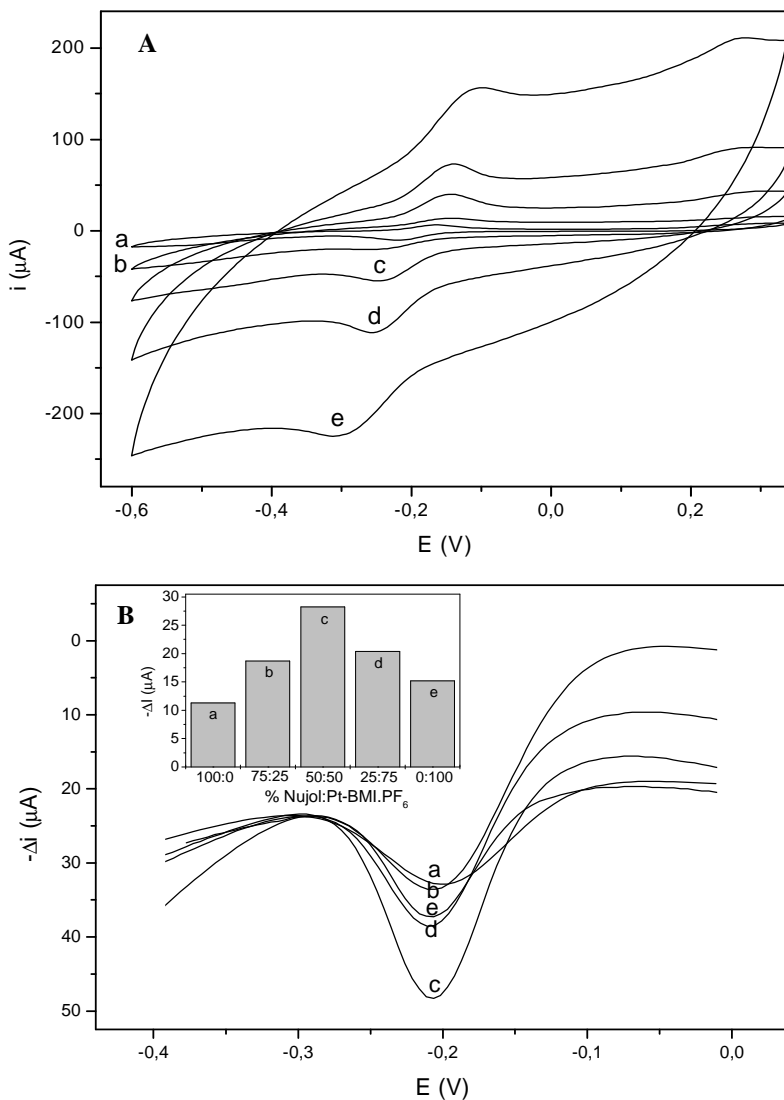 A
200
100
0
-100
-200
i (μA)
a
b
c
d
e
-0,6
-0,4
-0,2
0,0
0,2
E (V)
B
30
25
20
15
10
5
0
-ΔI (μA)
a
b
c
d
e
100:0
75:25
50:50
25:75
0:100
% Nujol:Pt-BMI.PF6
0
10
20
30
40
50
-Δi (μA)
a
b
e
d
c
-0,4
-0,3
-0,2
-0,1
0,0
E (V)